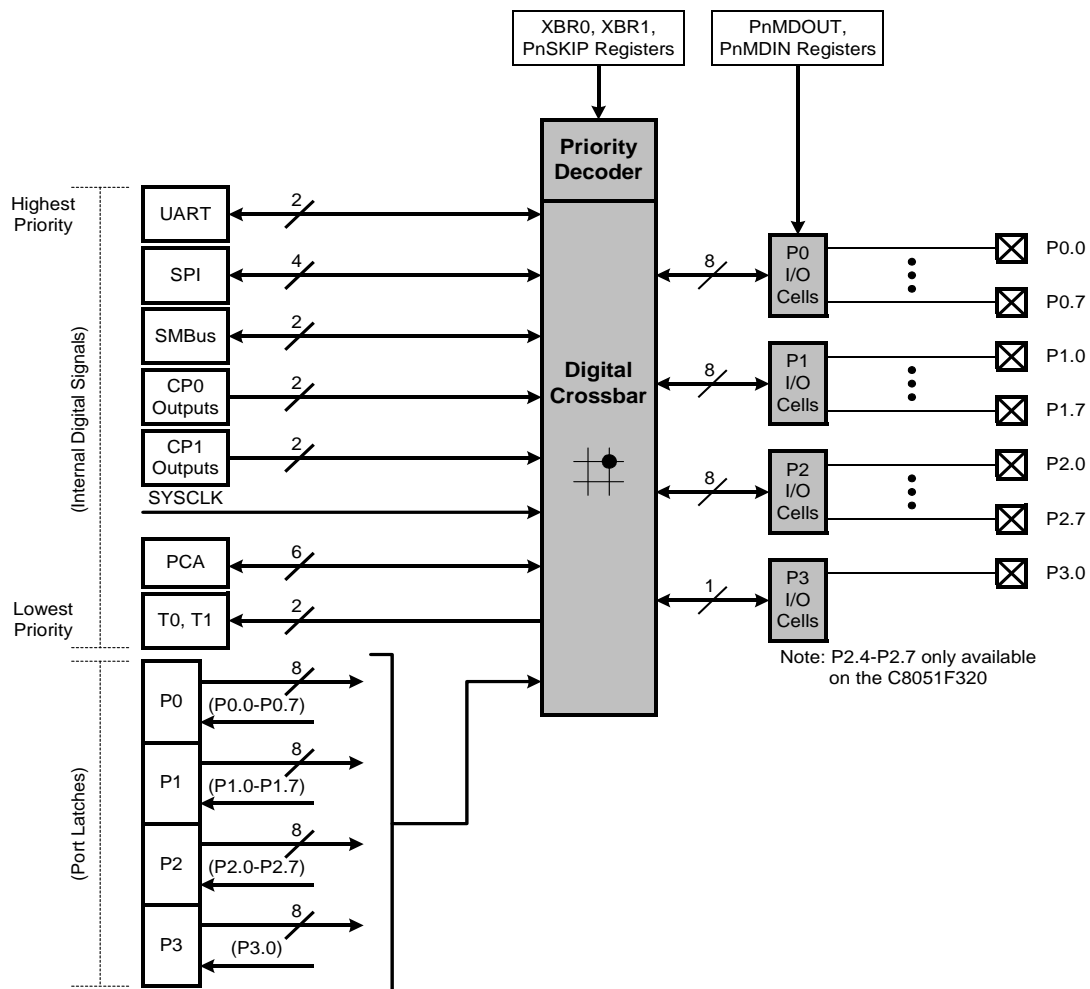 XBR0, XBR1,
PnSKIP Registers
PnMDOUT,
PnMDIN Registers
Priority
Decoder
Highest
Priority
UART
2
SPI
4
SMBus
2
CP0
Outputs
2
CP1
Outputs
2
SYSCLK
PCA
6
T0, T1
2
Lowest
Priority
(Internal Digital Signals)
Digital
Crossbar
8
P0
I/O
Cells
P0.0
P0.7
8
P1
I/O
Cells
P1.0
P1.7
8
P2
I/O
Cells
P2.0
P2.7
1
P3
I/O
Cells
P3.0
Note: P2.4-P2.7 only available
on the C8051F320
(Port Latches)
P0
8
(P0.0-P0.7)
P1
8
(P1.0-P1.7)
P2
8
(P2.0-P2.7)
P3
8
(P3.0)